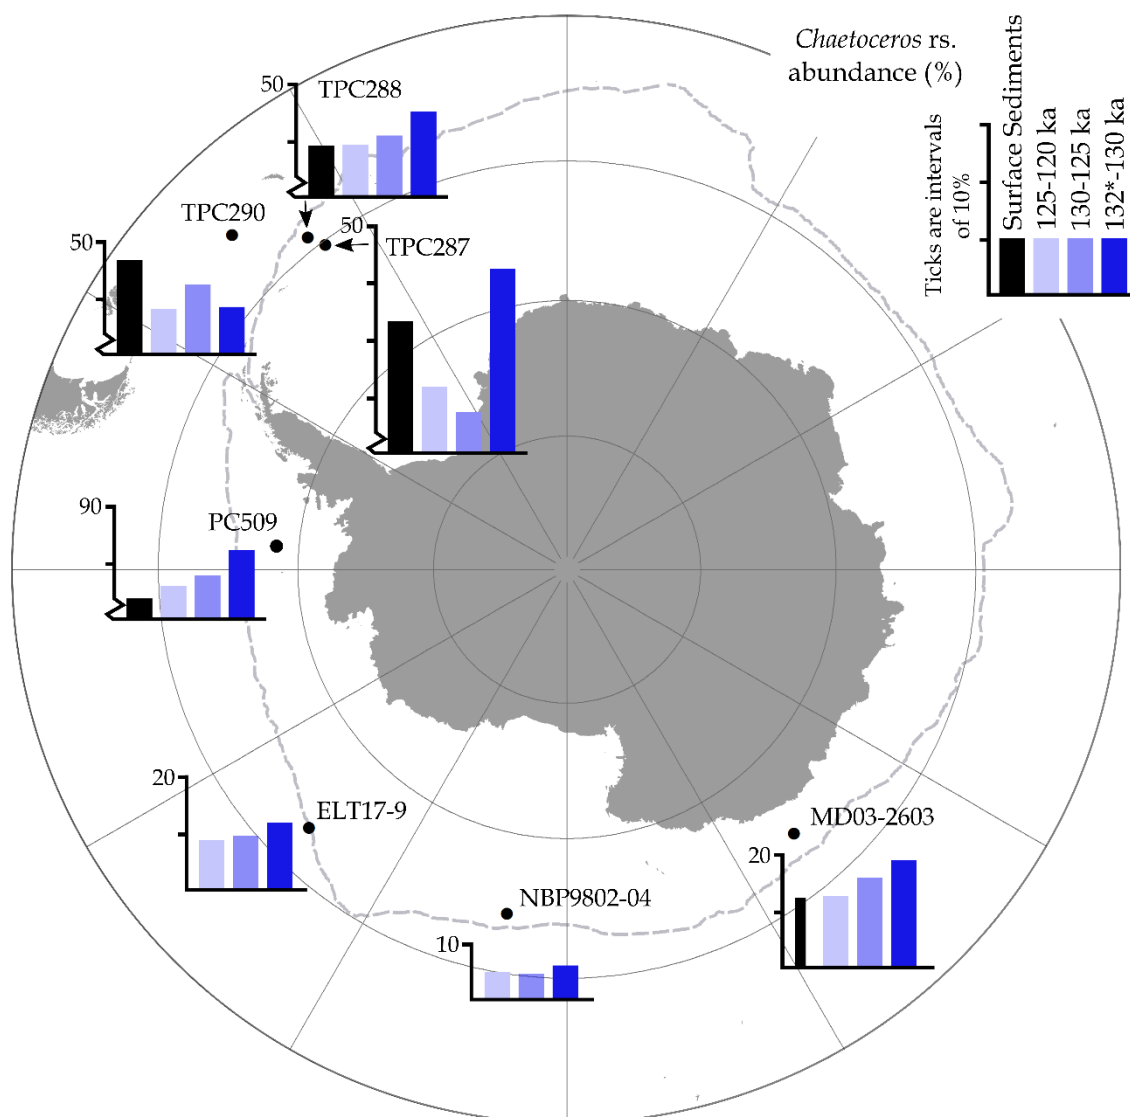 Chaetoceros rs.
abundance (%)
Ticks are intervals
of 10%
Surface Sediments
125-120 ka
130-125 ka
132*-130 ka
50
TPC288
TPC290
50
50
TPC287
90
PC509
20
ELT17-9
NBP9802-04
10
MD03-2603
20